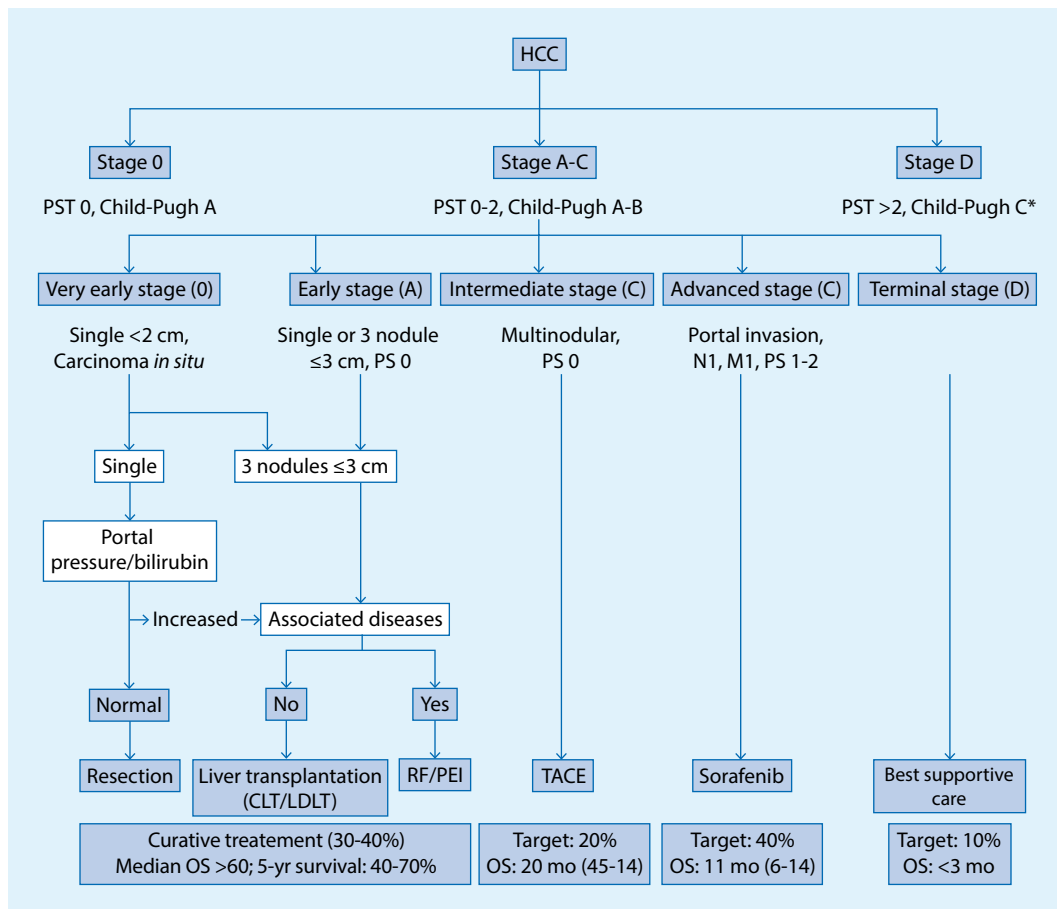 HCC
Stage 0
Stage A-C
Stage D
PST 0, Child-Pugh A
PST 0-2, Child-Pugh A-B
PST >2, Child-Pugh C*
Very early stage (0)
Early stage (A)
Intermediate stage (C)
Advanced stage (C)
Terminal stage (D)
Single <2 cm,
Carcinoma in situ
Single or 3 nodule
≤3 cm, PS 0
Multinodular,
PS 0
Portal invasion,
N1, M1, PS 1-2
Single
3 nodules ≤3 cm
Portal
pressure/bilirubin
Increased
Associated diseases
Normal
No
Yes
Resection
Liver transplantation
(CLT/LDLT)
RF/PEI
TACE
Sorafenib
Best supportive
care
Curative treatement (30-40%)
Median OS >60; 5-yr survival: 40-70%
Target: 20%
OS: 20 mo (45-14)
Target: 40%
OS: 11 mo (6-14)
Target: 10%
OS: <3 mo